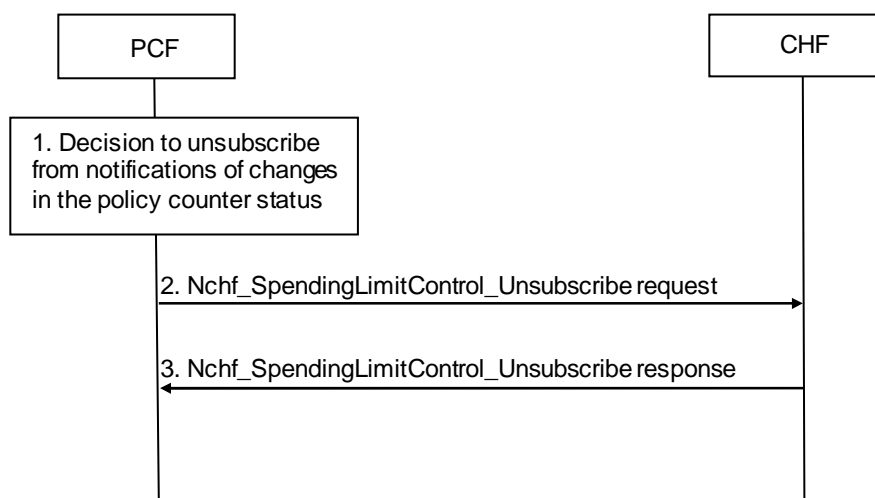 PCF
CHF
1. Decision to unsubscribe
from notifications of changes
in the policy counter status
2. Nchf_SpendingLimitControl_Unsubscribe request
3. Nchf_SpendingLimitControl_Unsubscribe response